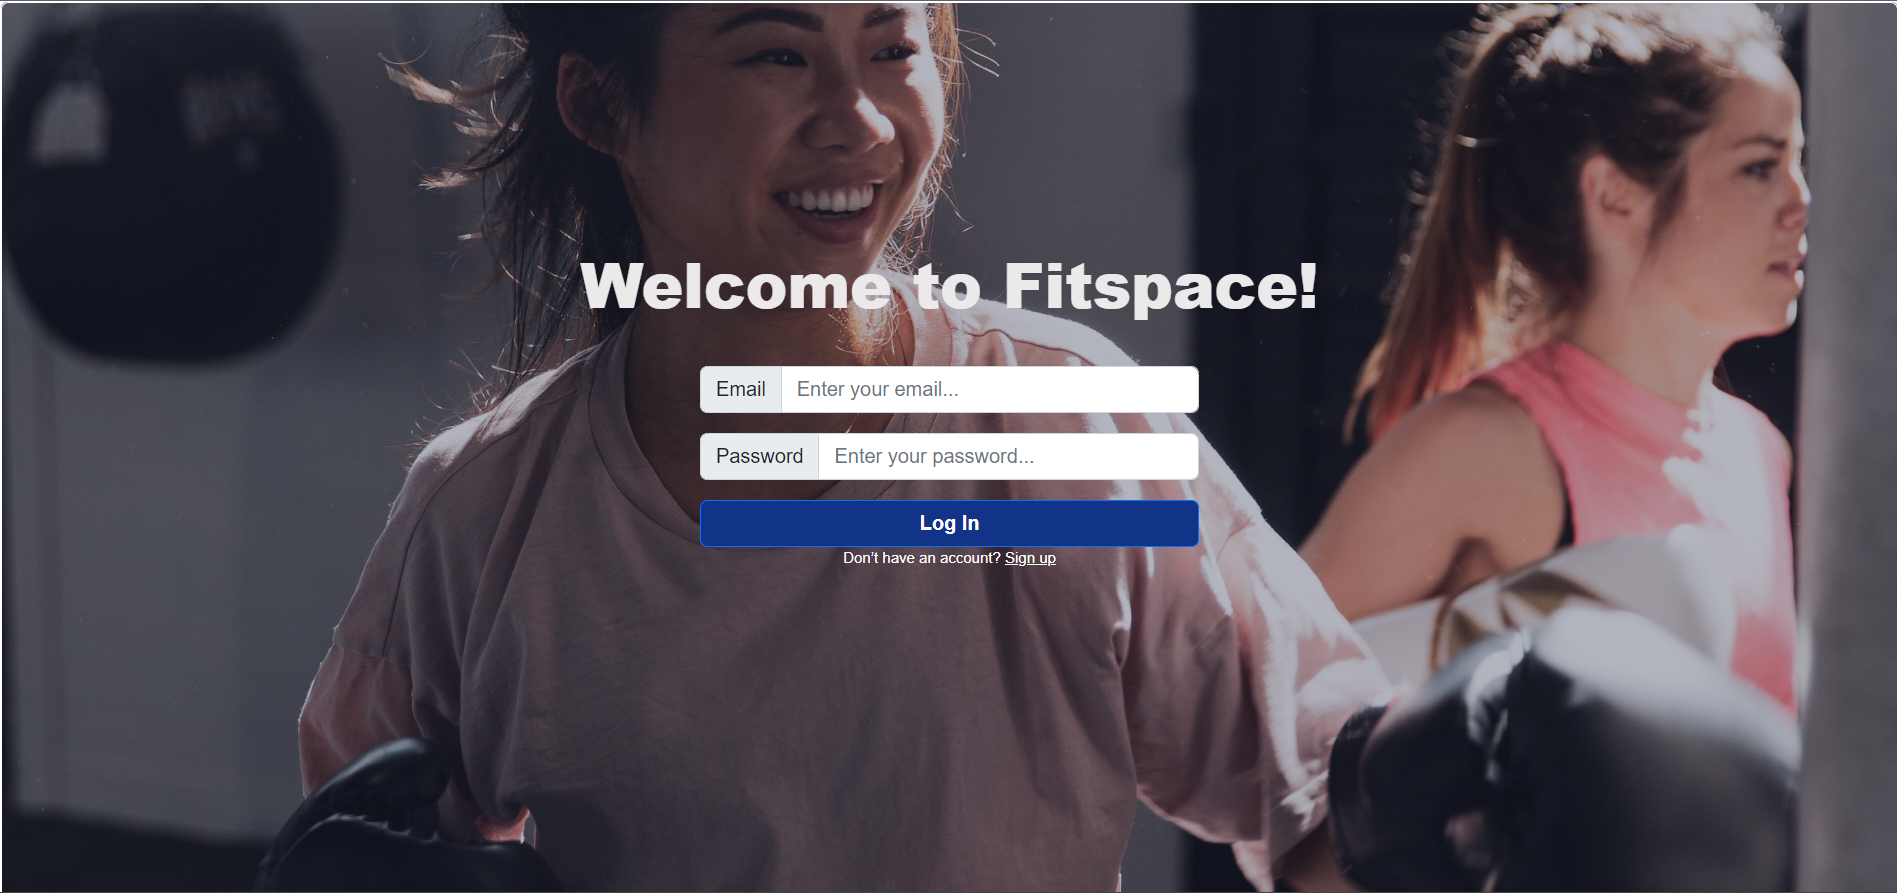 Welcome to Fitspace!
Email Enter your email...
Password Enter your password...
Log In
Don't have an account? Sign up